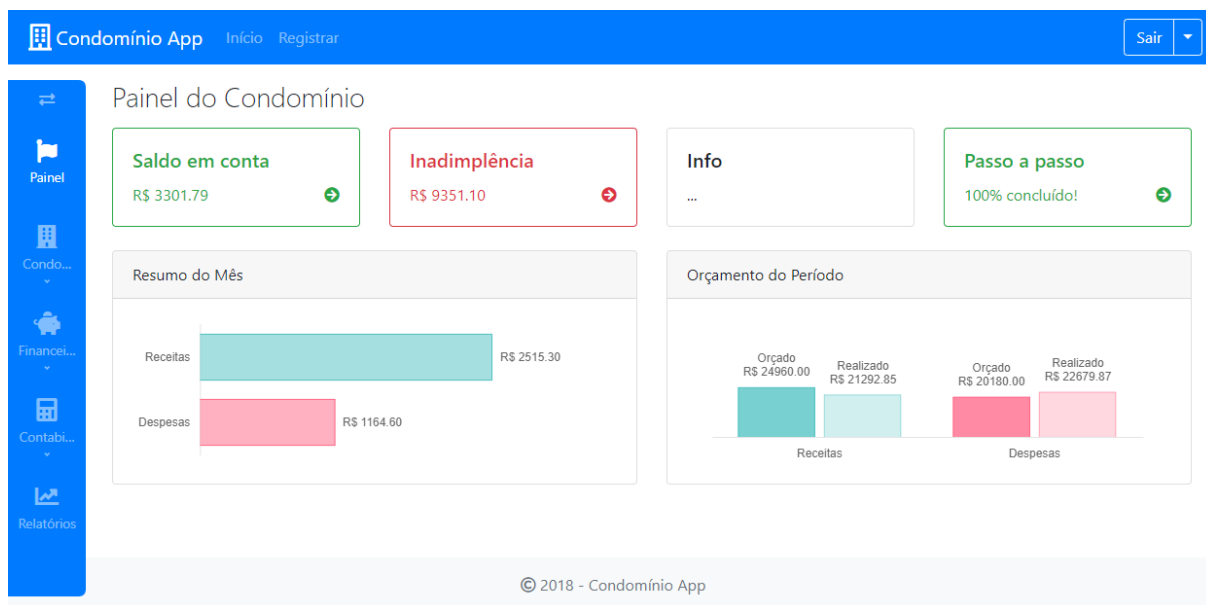 Condomínio App Início Registrar Sair
Painel do Condomínio
Painel
Condo...
Financei...
Contabi...
Relatórios
Saldo em conta
R$ 3301.79
Inadimplência
R$ 9351.10
Info
...
Passo a passo
100% concluído!
Resumo do Mês
Receitas R$ 2515.30
Despesas R$ 1164.60
Orçamento do Período
Orçado
R$ 24960.00
Realizado
R$ 21292.85
Orçado
R$ 20180.00
Realizado
R$ 22679.87
Receitas
Despesas
© 2018 - Condomínio App